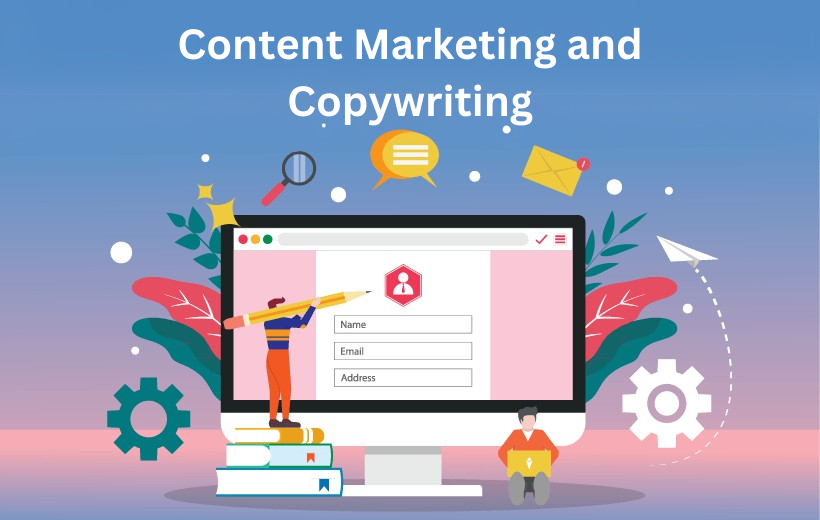 Content Marketing and
Copywriting
Name
Email
Address